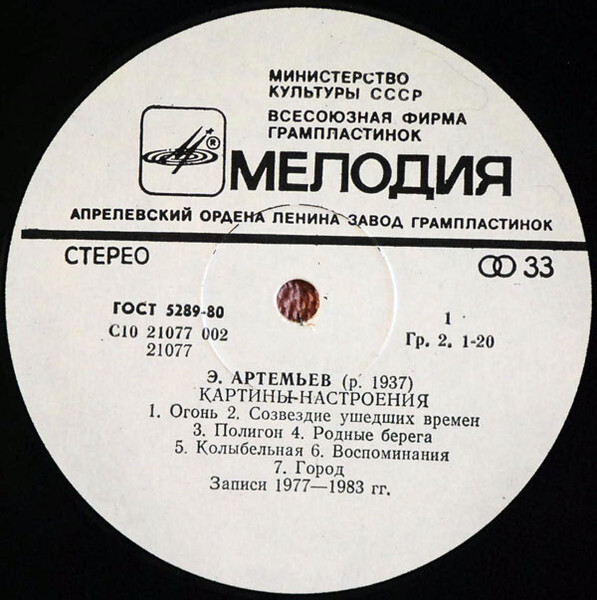 МИНИСТЕРСТВО
КУЛЬТУРЫ СССР
ВСЕСОЮЗНАЯ ФИРМА
ГРАМПЛАСТИНОК
®
МЕЛОДИЯ
АПРЕЛЕВСКИЙ ОРДЕНА ЛЕНИНА ЗАВОД ГРАМПЛАСТИНОК
СТЕРЕО
33
ГОСТ 5289-80
С10 21077 002
21077
1
Гр. 2. 1-20
Э. АРТЕМЬЕВ (р. 1937)
КАРТИНЫ-НАСТРОЕНИЯ
1. Огонь 2. Созвездие ушедших времен
3. Полигон 4. Родные берега
5. Колыбельная 6. Воспоминания
7. Город
Записи 1977—1983 гг.